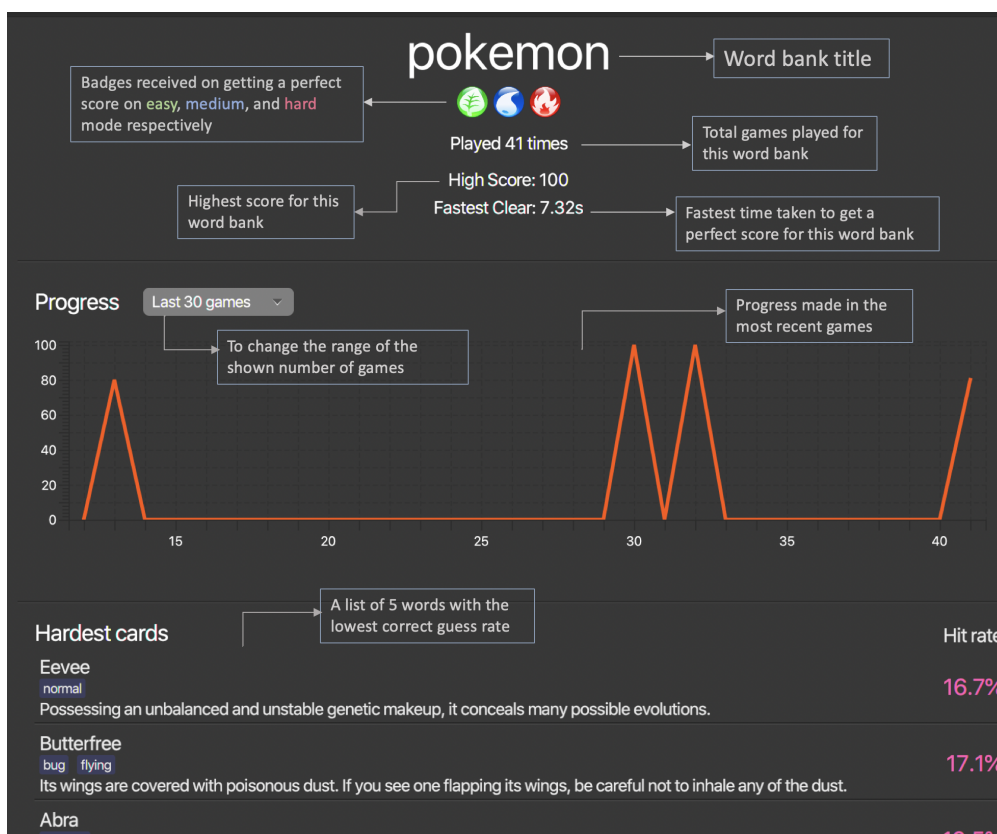 pokemon
Word bank title
Badges received on getting a perfect
score on easy, medium, and hard
mode respectively
Played 41 times
Total games played for
this word bank
High Score: 100
Highest score for this
word bank
Fastest Clear: 7.32s
Fastest time taken to get a
perfect score for this word bank
Progress
Last 30 games
Progress made in the
most recent games
To change the range of the
shown number of games
100
80
60
40
20
0
15 20 25 30 35 40
A list of 5 words with the
lowest correct guess rate
Hardest cards
Hit rate
Eevee
normal
16.7%
Possessing an unbalanced and unstable genetic makeup, it conceals many possible evolutions.
Butterfree
bug flying
17.1%
Its wings are covered with poisonous dust. If you see one flapping its wings, be careful not to inhale any of the dust.
Abra